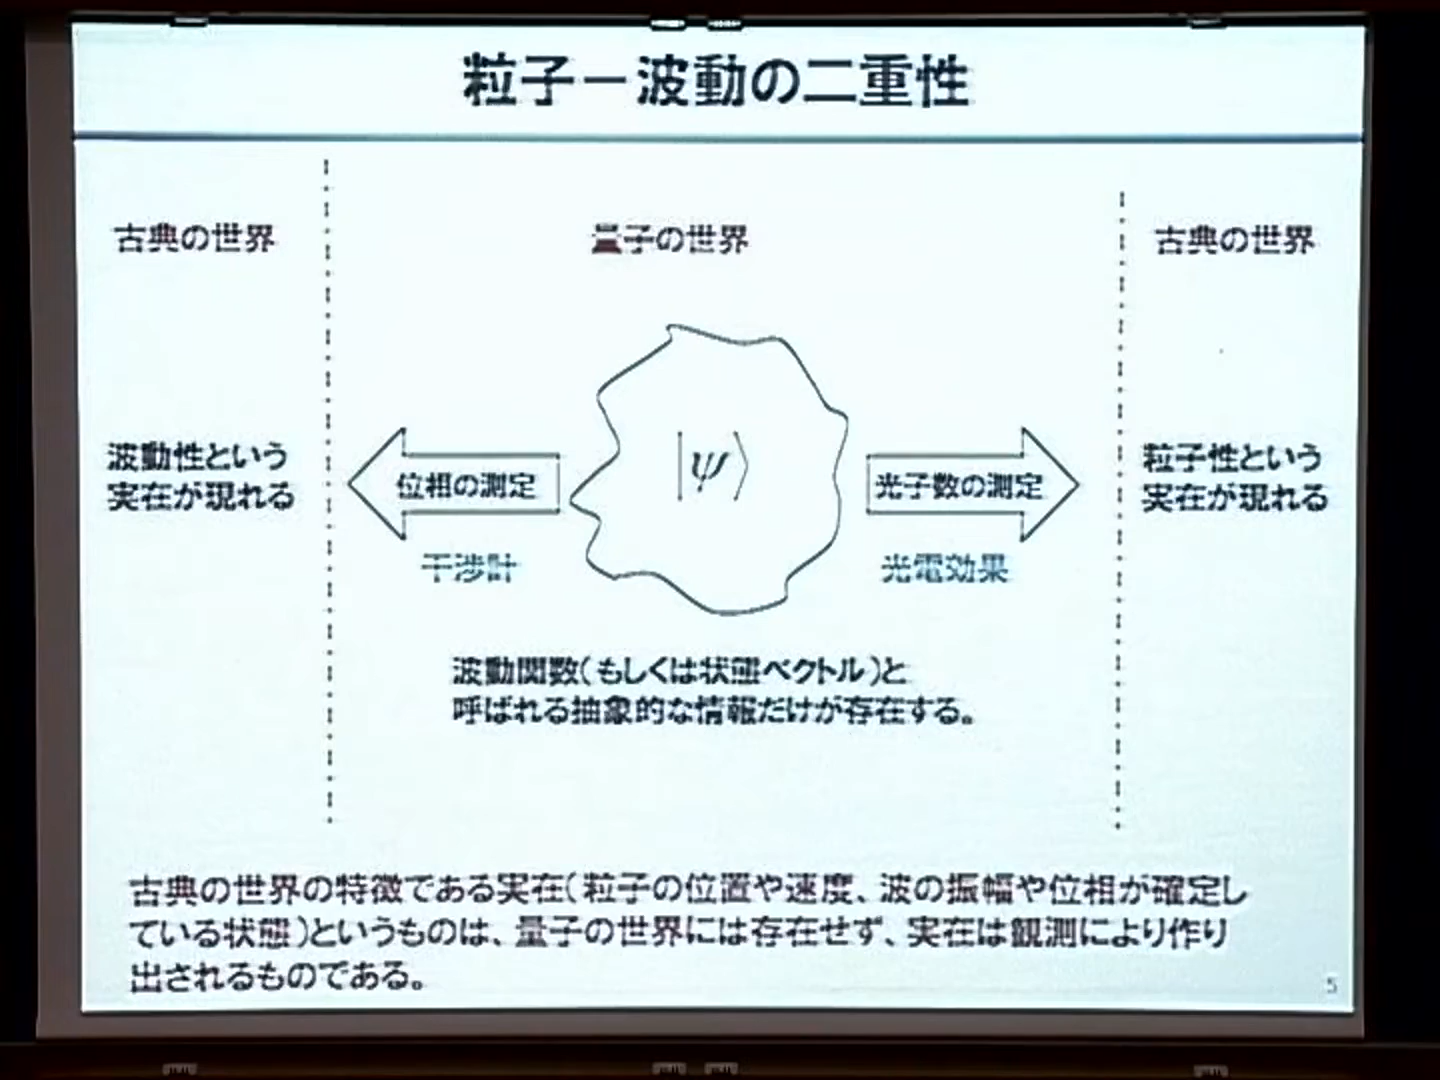 粒子－波動の二重性
古典の世界
量子の世界
古典の世界
波動性という
実在が現れる
位相の測定
干渉計
|ψ〉
光子数の測定
光電効果
粒子性という
実在が現れる
波動関数(もしくは状態ベクトル)と
呼ばれる抽象的な情報だけが存在する。
古典の世界の特徴である実在(粒子の位置や速度、波の振幅や位相が確定し
ている状態)というものは、量子の世界には存在せず、実在は観測により作り
出されるものである。
5